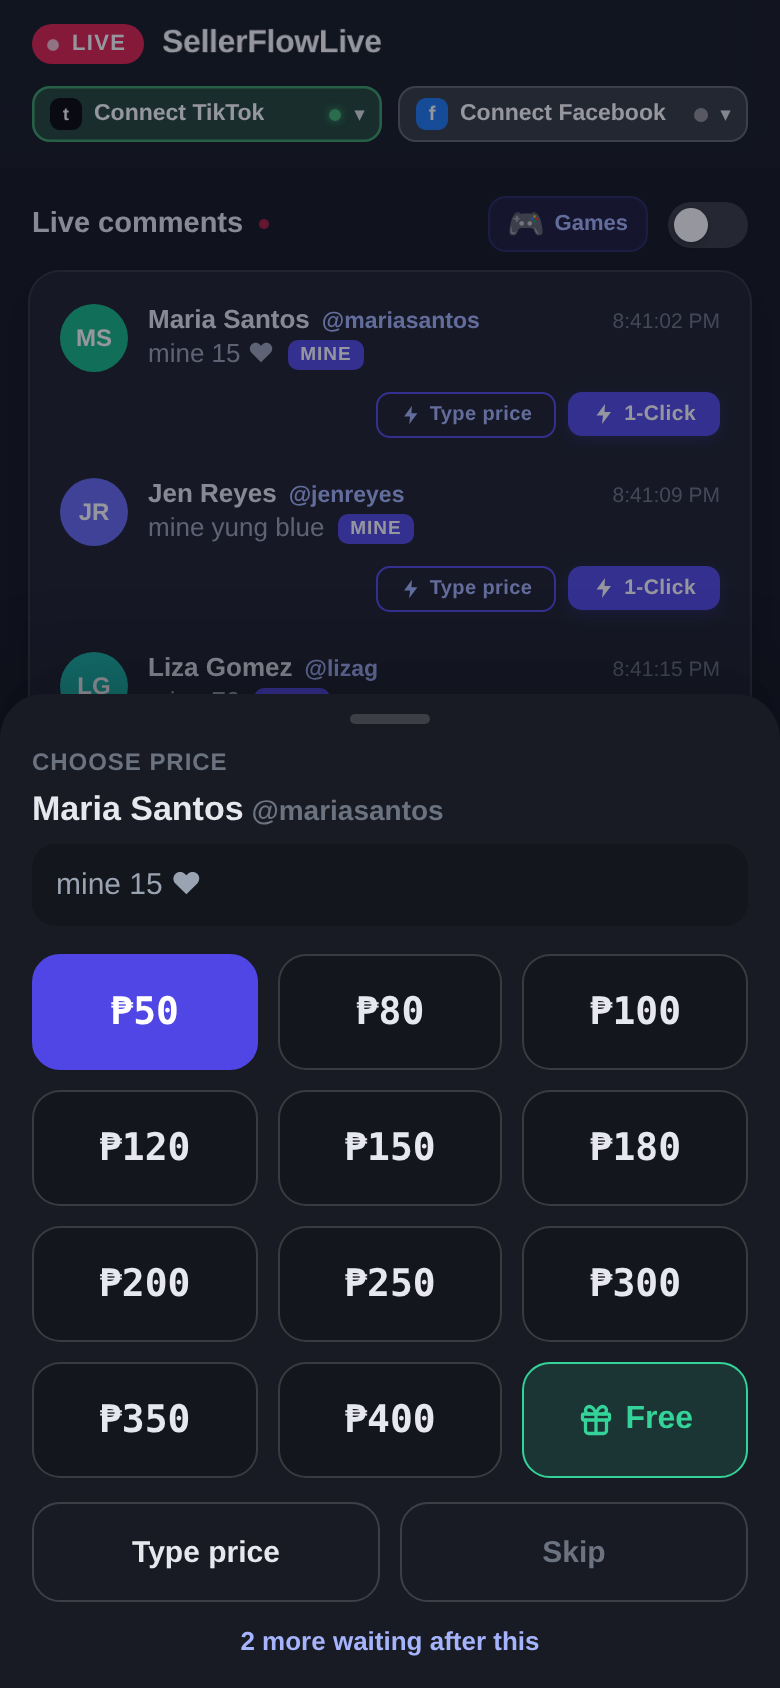 LIVE SellerFlowLive
t Connect TikTok ▾ f Connect Facebook ▾
Live comments 🎮 Games
MS Maria Santos @mariasantos 8:41:02 PM
mine 15 ♥ MINE
Type price 1-Click
JR Jen Reyes @jenreyes 8:41:09 PM
mine yung blue MINE
Type price 1-Click
LG Liza Gomez @lizag 8:41:15 PM
CHOOSE PRICE
Maria Santos @mariasantos
mine 15 ♥
₱50 ₱80 ₱100
₱120 ₱150 ₱180
₱200 ₱250 ₱300
₱350 ₱400 Free
Type price Skip
2 more waiting after this